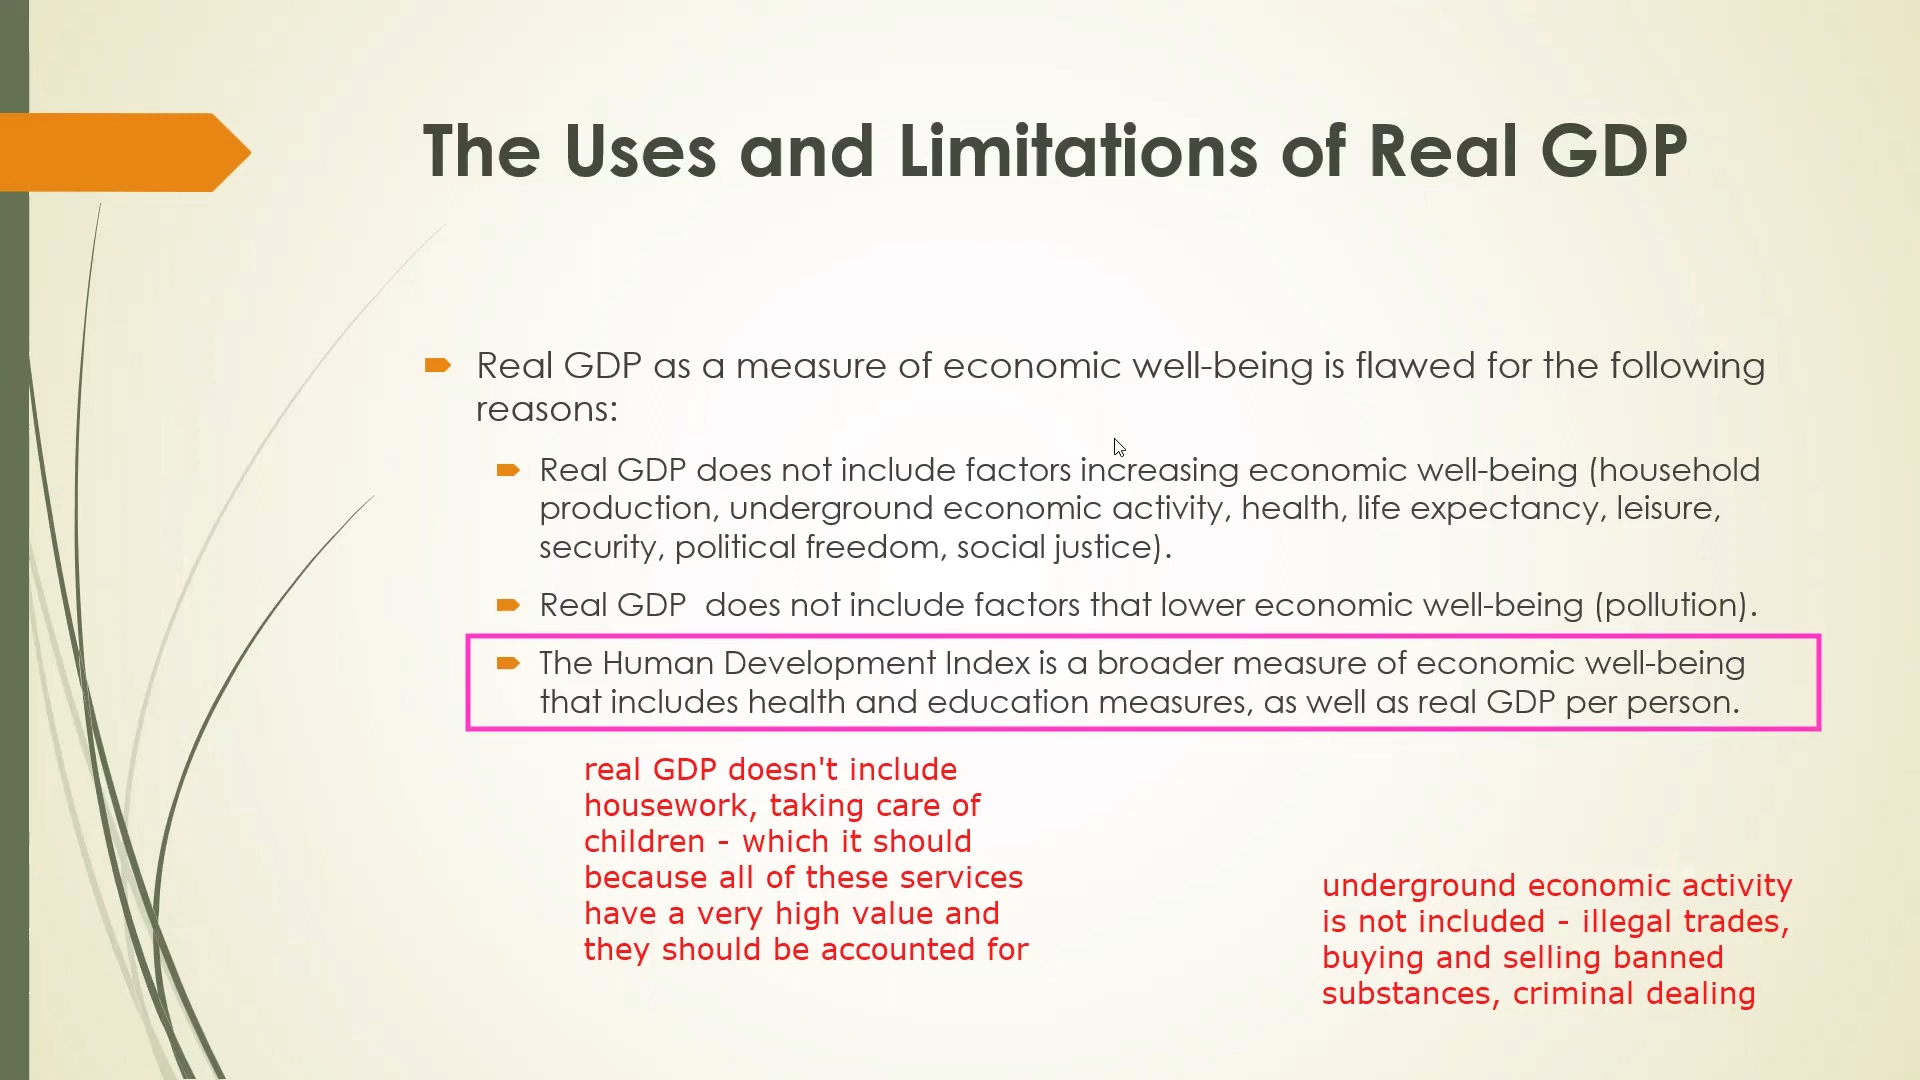 The Uses and Limitations of Real GDP
Real GDP as a measure of economic well-being is flawed for the following
reasons:
Real GDP does not include factors increasing economic well-being (household
production, underground economic activity, health, life expectancy, leisure,
security, political freedom, social justice).
Real GDP  does not include factors that lower economic well-being (pollution).
The Human Development Index is a broader measure of economic well-being
that includes health and education measures, as well as real GDP per person.
real GDP doesn't include
housework, taking care of
children - which it should
because all of these services
have a very high value and
they should be accounted for
underground economic activity
is not included - illegal trades,
buying and selling banned
substances, criminal dealing